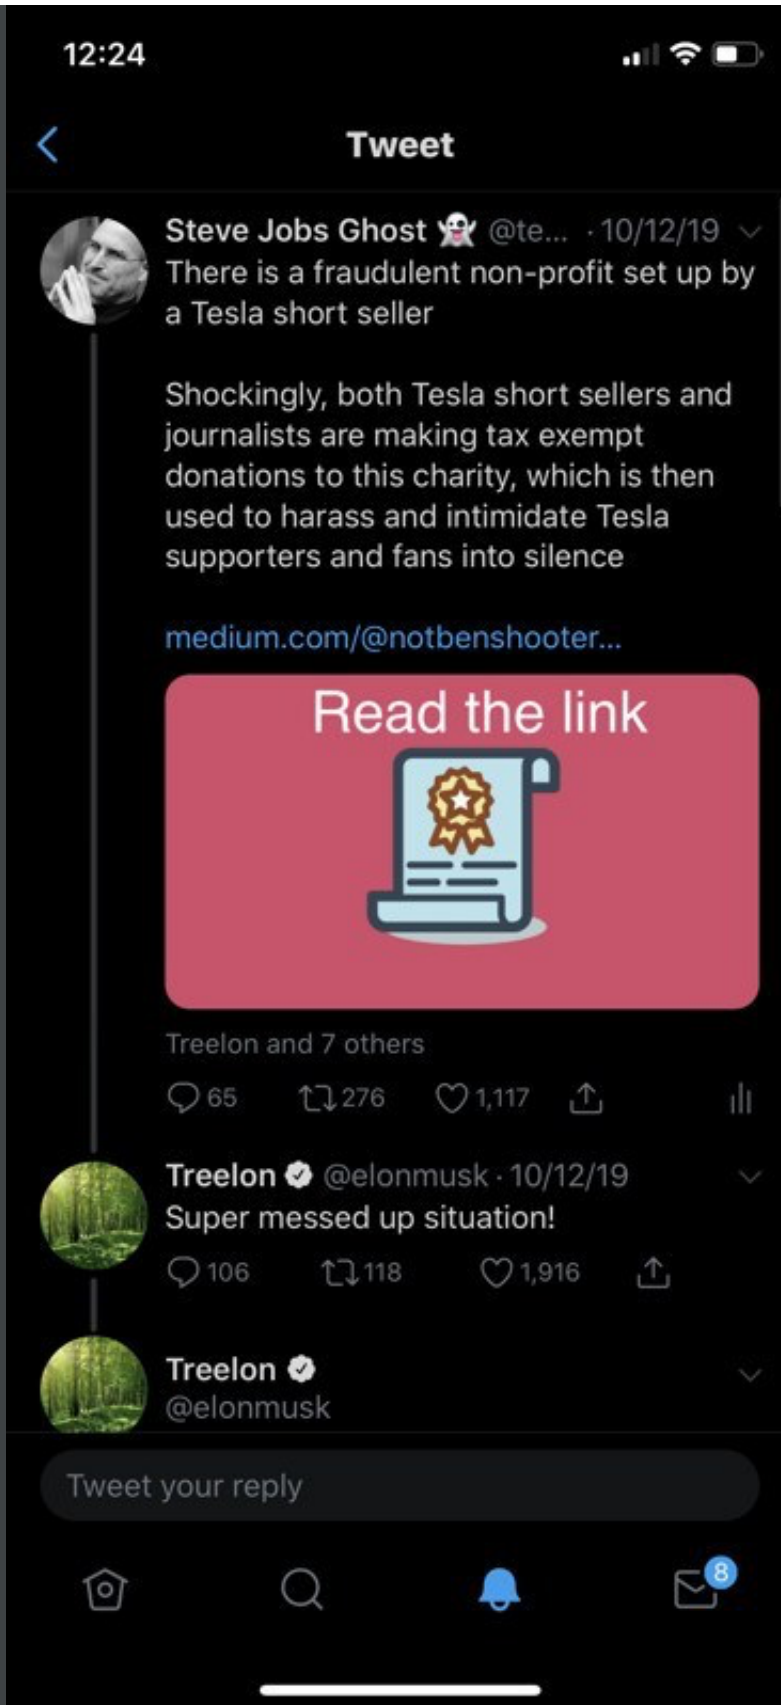 12:24
Tweet
Steve Jobs Ghost 👻 @te... · 10/12/19
There is a fraudulent non-profit set up by
a Tesla short seller
Shockingly, both Tesla short sellers and
journalists are making tax exempt
donations to this charity, which is then
used to harass and intimidate Tesla
supporters and fans into silence
medium.com/@notbenshooter...
Read the link
Treelon and 7 others
65 276 1,117
Treelon @elonmusk · 10/12/19
Super messed up situation!
106 118 1,916
Treelon
@elonmusk
Tweet your reply
8